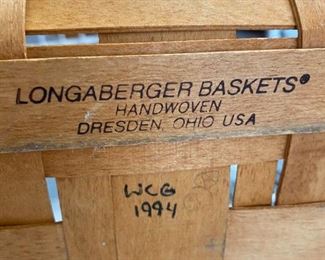 LONGABERGER BASKETS®
HANDWOVEN
DRESDEN, OHIO USA
WCG
1994